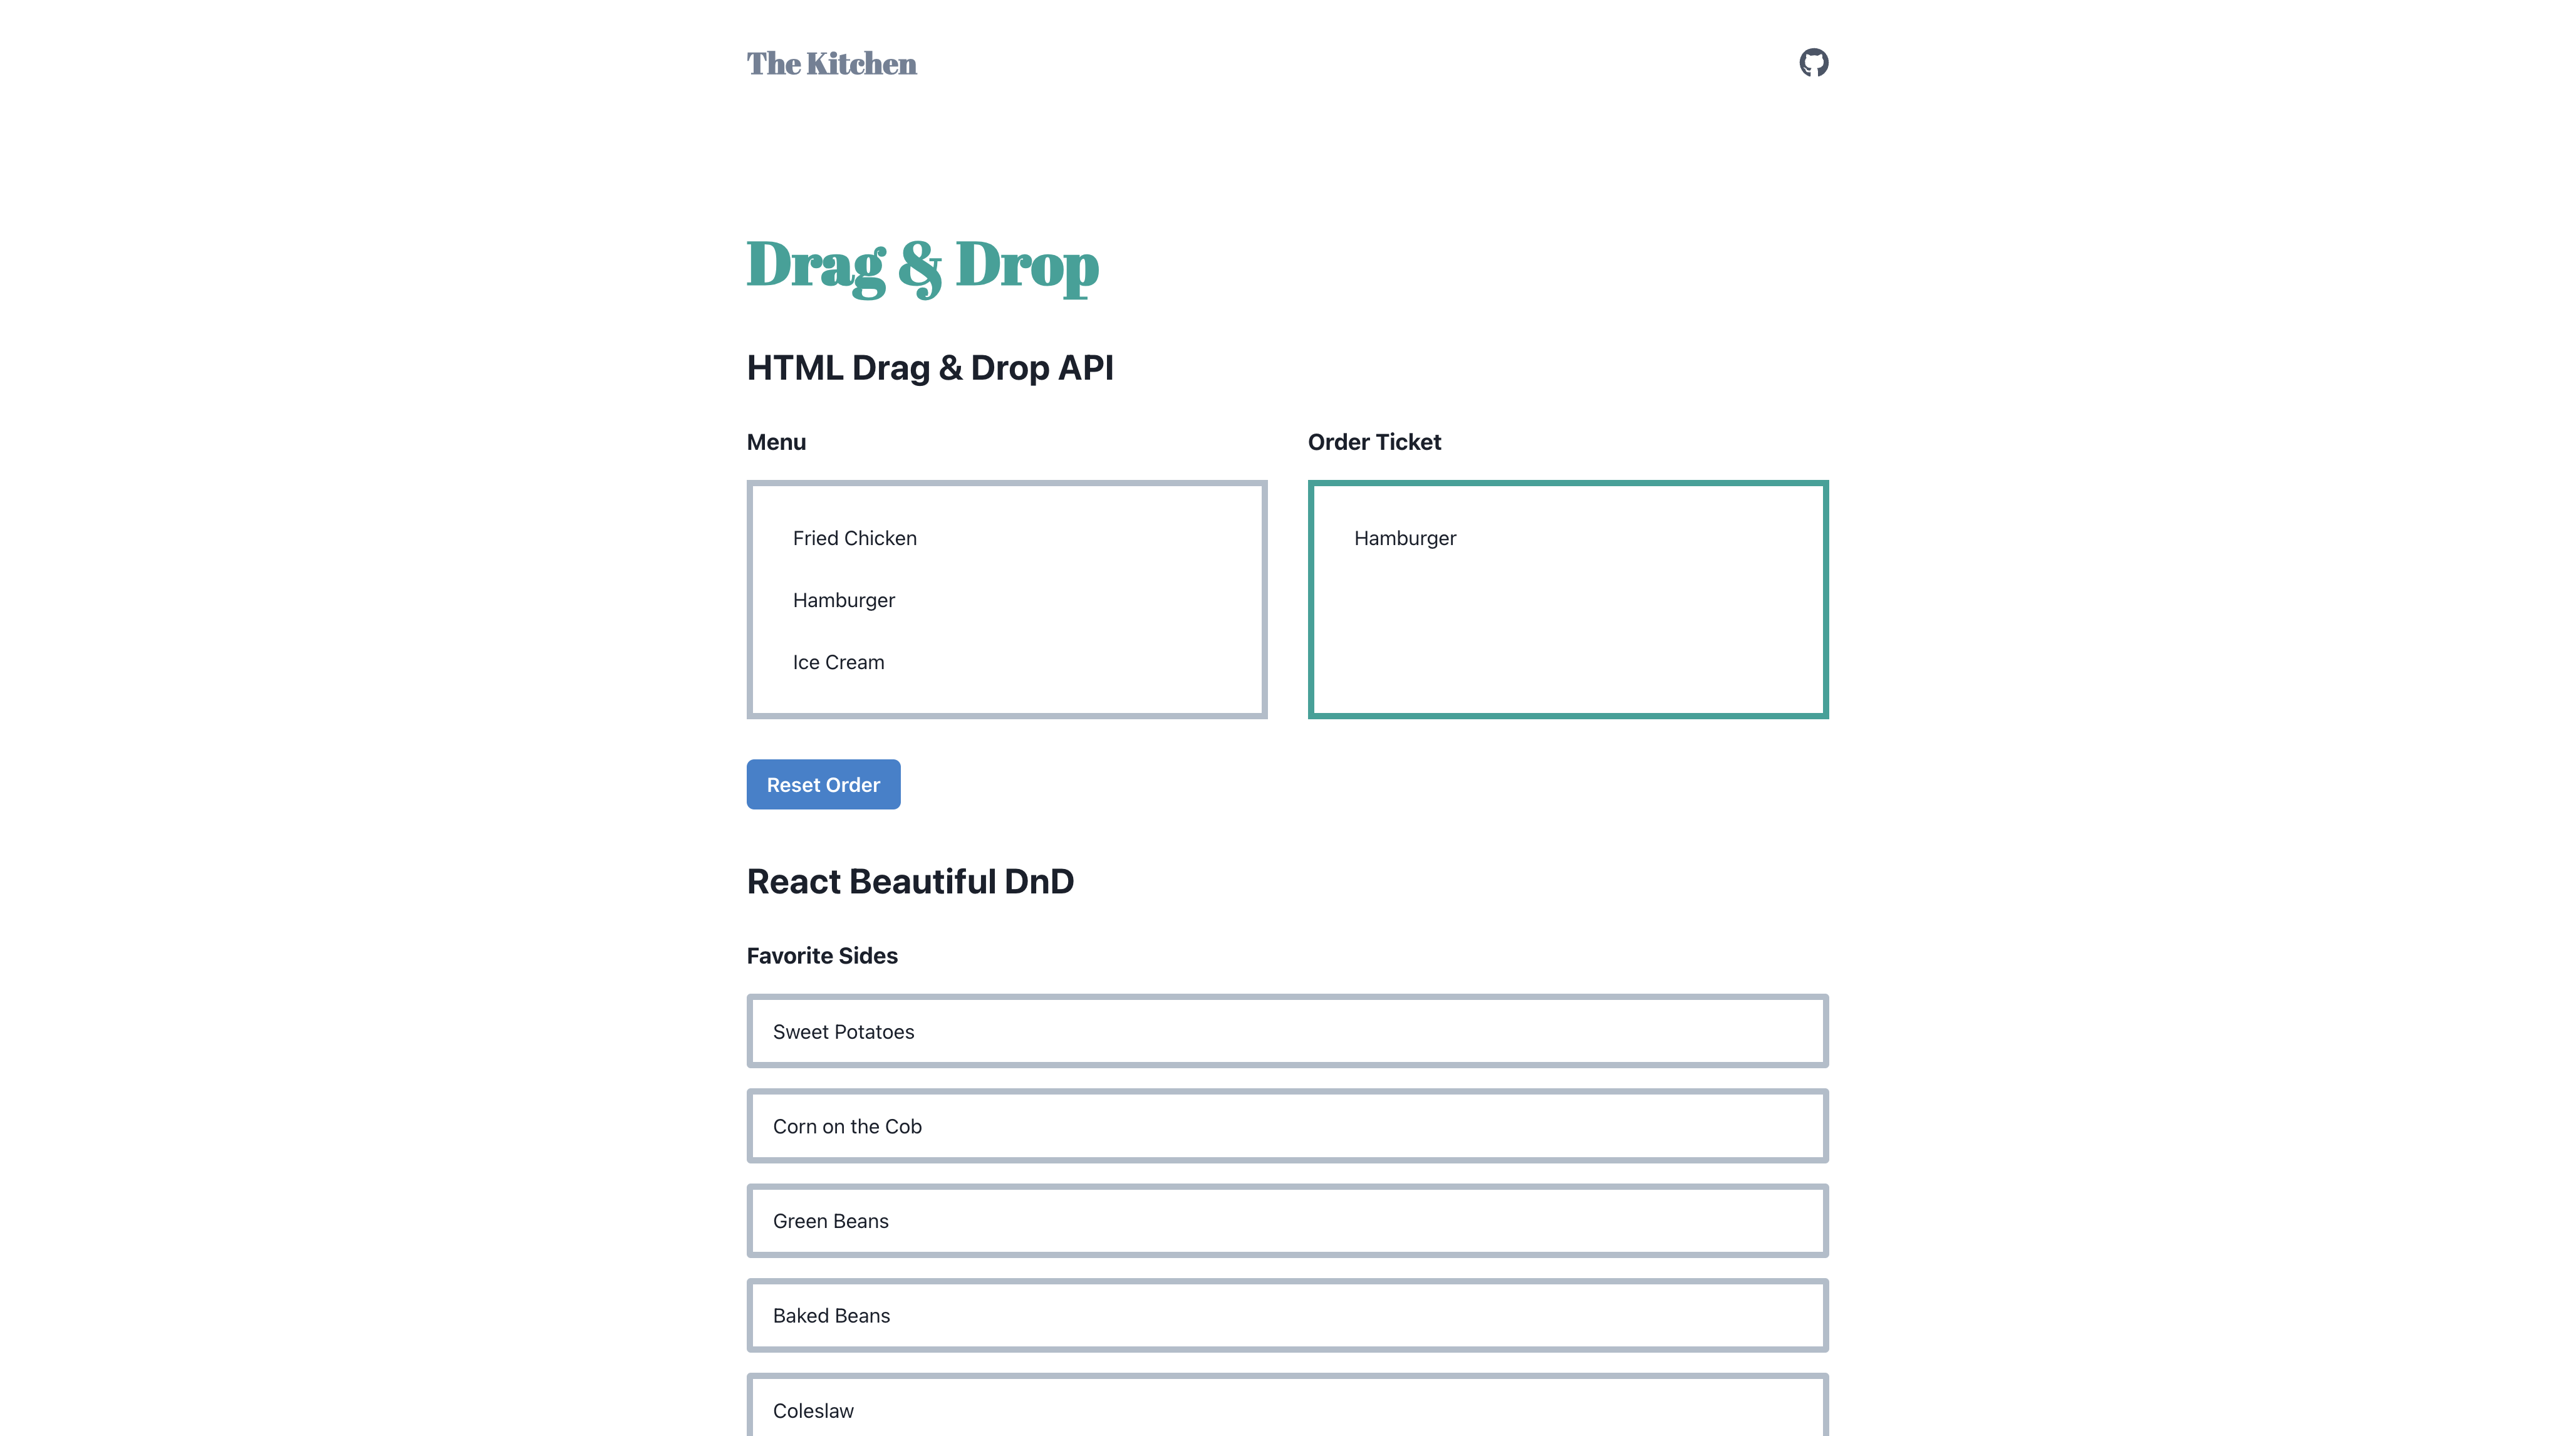 The Kitchen
Drag & Drop
HTML Drag & Drop API
Menu
Fried Chicken
Hamburger
Ice Cream
Order Ticket
Hamburger
Reset Order
React Beautiful DnD
Favorite Sides
Sweet Potatoes
Corn on the Cob
Green Beans
Baked Beans
Coleslaw